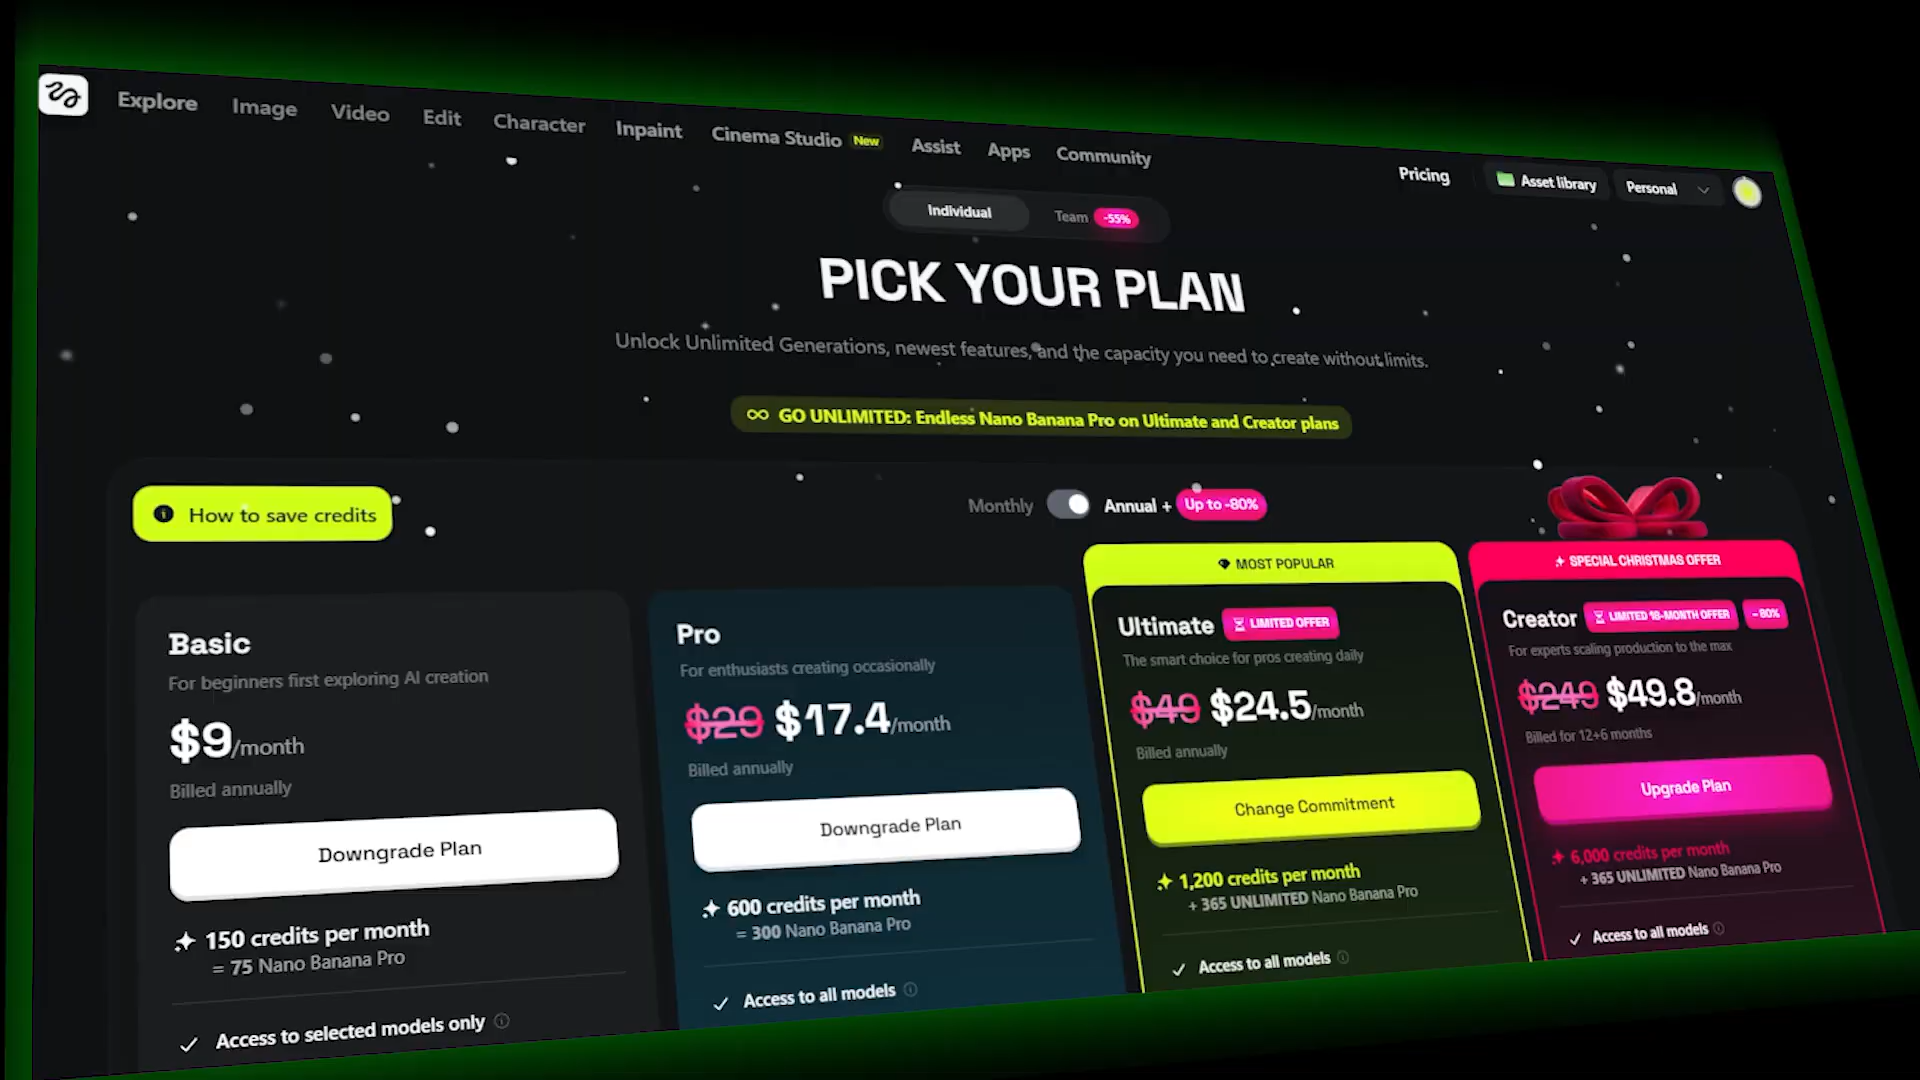 Explore Image Video Edit Character Inpaint Cinema Studio New Assist Apps Community
Pricing Asset library Personal
Individual Team -55%
PICK YOUR PLAN
Unlock Unlimited Generations, newest features, and the capacity you need to create without limits.
GO UNLIMITED: Endless Nano Banana Pro on Ultimate and Creator plans
How to save credits
Monthly Annual + Up to -80%
Basic
For beginners first exploring AI creation
$9/month
Billed annually
Downgrade Plan
150 credits per month
= 75 Nano Banana Pro
Access to selected models only
Pro
For enthusiasts creating occasionally
$29 $17.4/month
Billed annually
Downgrade Plan
600 credits per month
= 300 Nano Banana Pro
Access to all models
MOST POPULAR
Ultimate LIMITED OFFER
The smart choice for pros creating daily
$49 $24.5/month
Billed annually
Change Commitment
1,200 credits per month
+ 365 UNLIMITED Nano Banana Pro
Access to all models
SPECIAL CHRISTMAS OFFER
Creator LIMITED 18-MONTH OFFER -80%
For experts scaling production to the max
$249 $49.8/month
Billed for 12+6 months
Upgrade Plan
6,000 credits per month
+ 365 UNLIMITED Nano Banana Pro
Access to all models